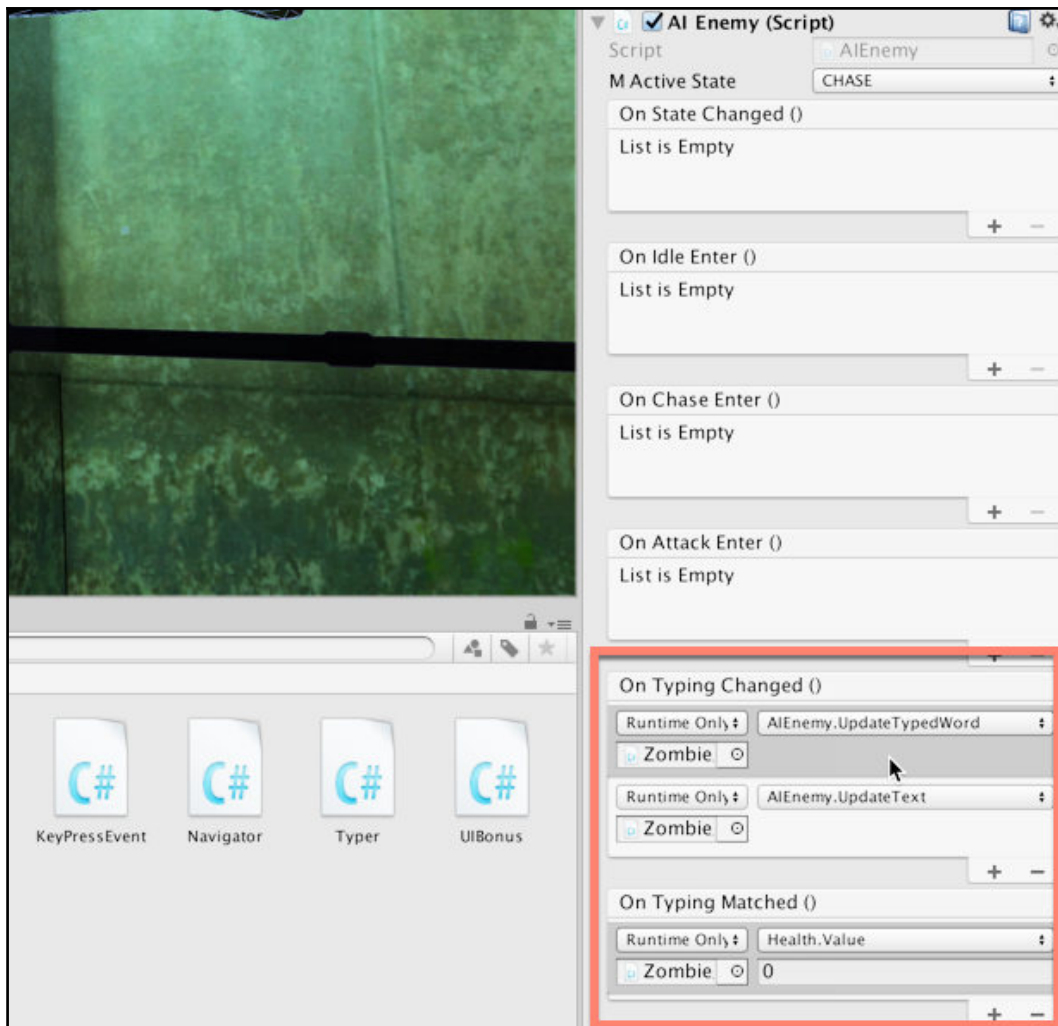 AI Enemy (Script)
Script AIEnemy
M Active State CHASE
On State Changed ()
List is Empty
+ −
On Idle Enter ()
List is Empty
+ −
On Chase Enter ()
List is Empty
+ −
On Attack Enter ()
List is Empty
+ −
On Typing Changed ()
Runtime Only AIEnemy.UpdateTypedWord
Zombie
Runtime Only AIEnemy.UpdateText
Zombie
+ −
On Typing Matched ()
Runtime Only Health.Value
Zombie 0
+ −
C# C# C# C#
KeyPressEvent Navigator Typer UIBonus